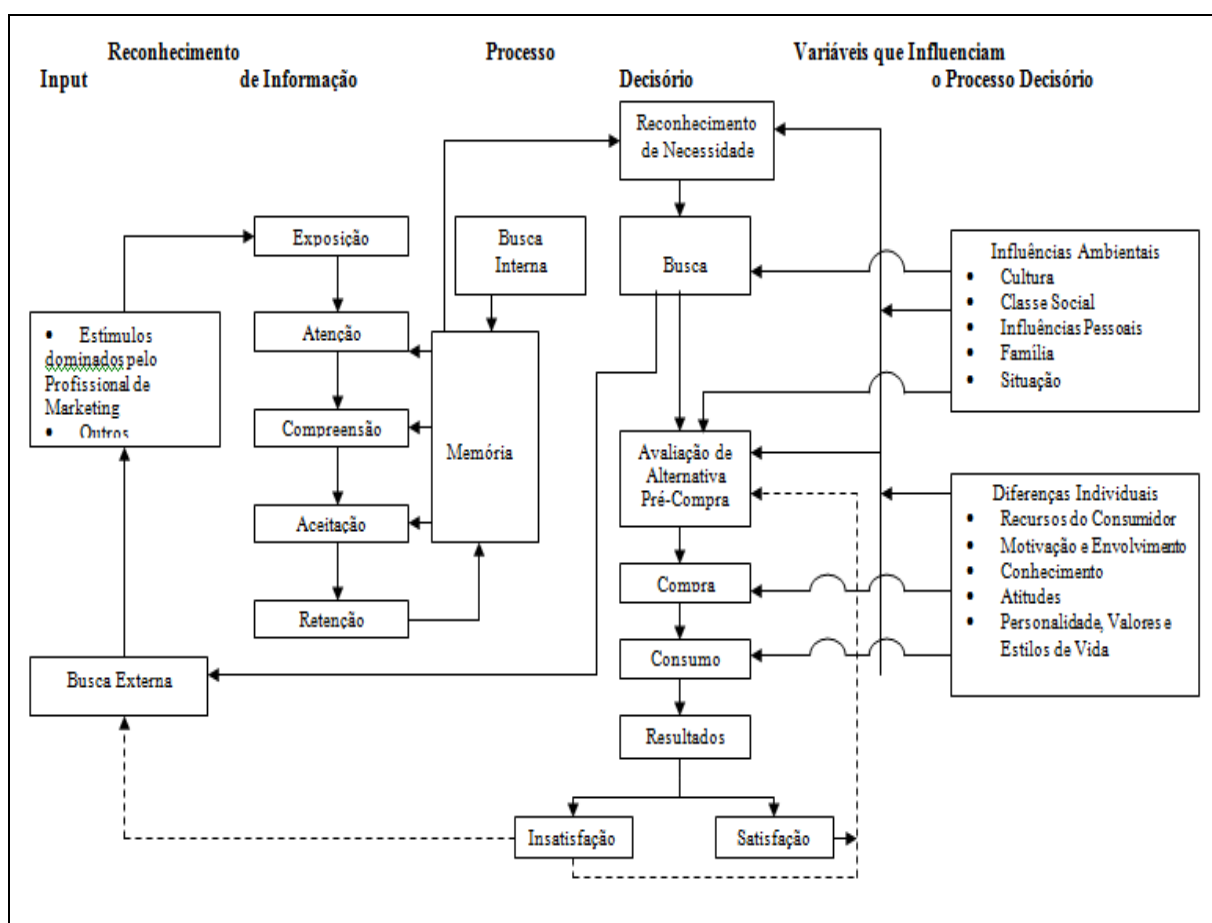 Reconhecimento Processo Variáveis que Influenciam
Input de Informação Decisório o Processo Decisório
Reconhecimento
de Necessidade
Exposição
Busca
Interna
Busca
Influências Ambientais
• Cultura
• Classe Social
• Influências Pessoais
• Família
• Situação
• Estímulos
dominados pelo
Profissional de
Marketing
• Outros
Atenção
Compreensão
Memória
Avaliação de
Alternativa
Pré-Compra
Aceitação
Diferenças Individuais
• Recursos do Consumidor
• Motivação e Envolvimento
• Conhecimento
• Atitudes
• Personalidade, Valores e
Estilos de Vida
Compra
Retenção
Consumo
Busca Externa
Resultados
Insatisfação
Satisfação